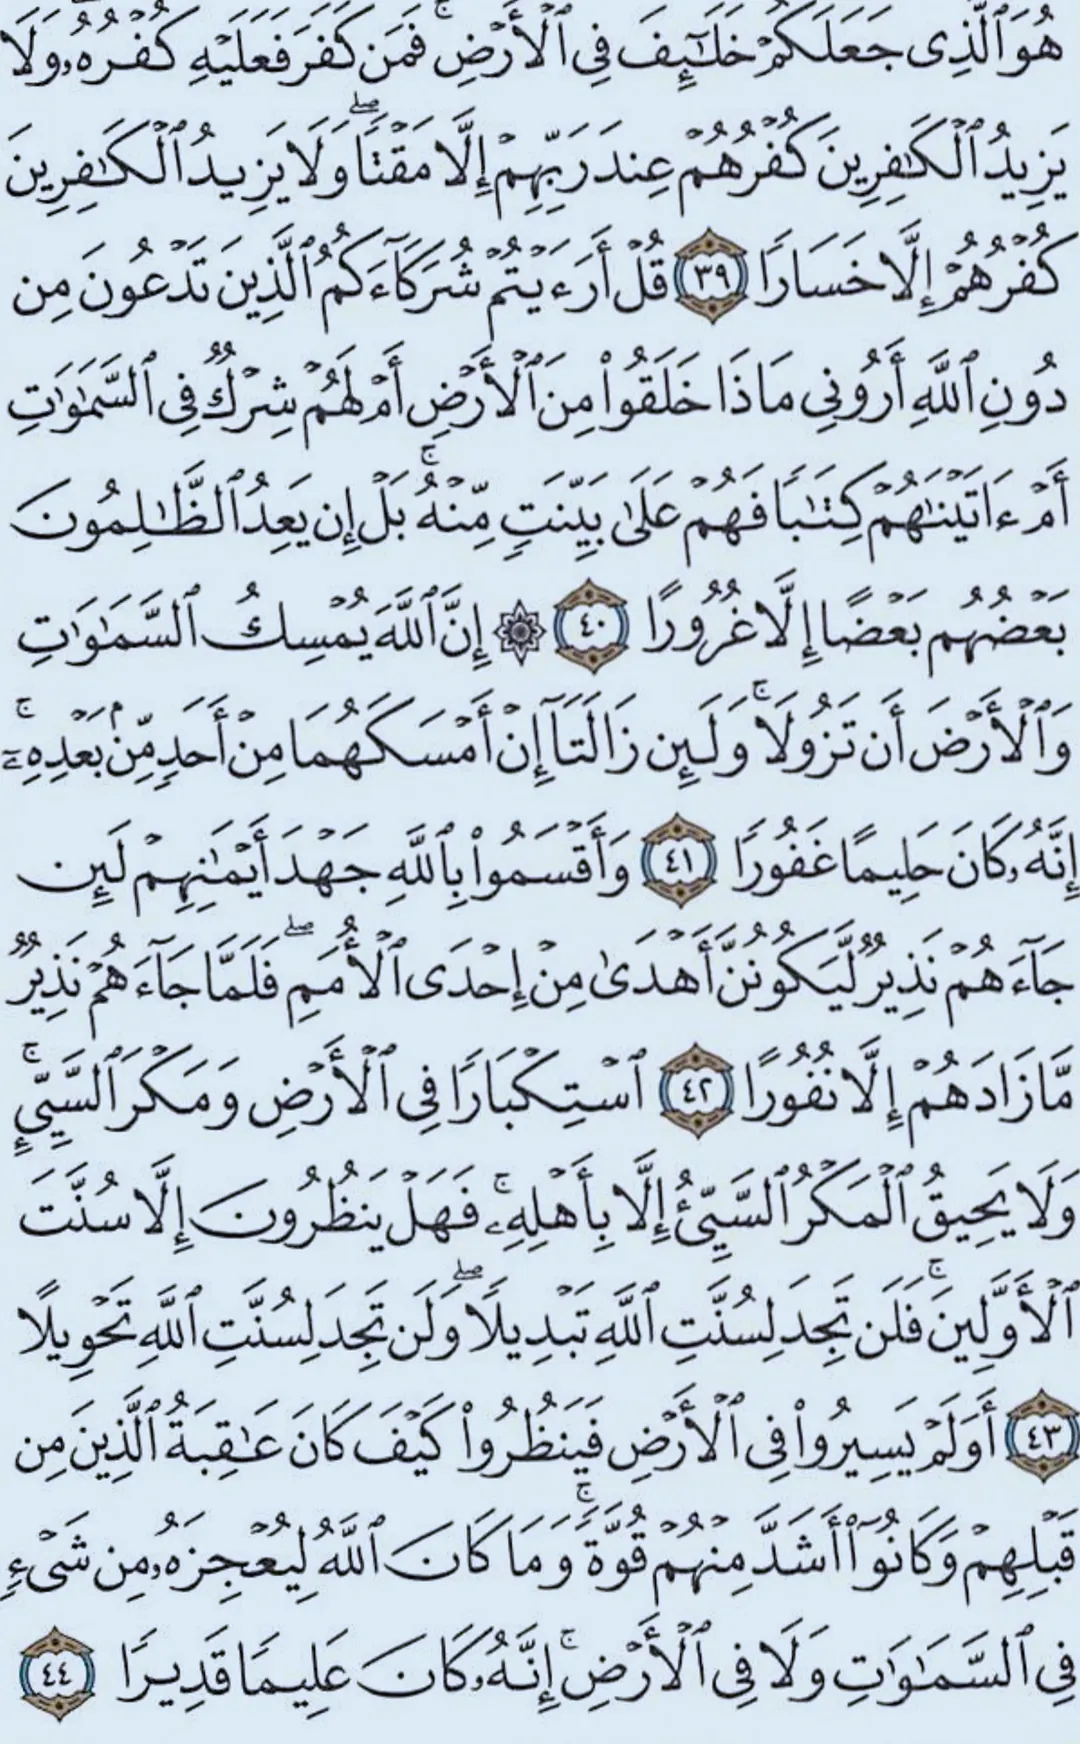 هُوَ ٱلَّذِى جَعَلَكُمْ خَلَـٰٓئِفَ فِى ٱلْأَرْضِ ۚ فَمَن كَفَرَ فَعَلَيْهِ كُفْرُهُۥ ۖ وَلَا
يَزِيدُ ٱلْكَـٰفِرِينَ كُفْرُهُمْ عِندَ رَبِّهِمْ إِلَّا مَقْتًا ۖ وَلَا يَزِيدُ ٱلْكَـٰفِرِينَ
كُفْرُهُمْ إِلَّا خَسَارًا ٣٩ قُلْ أَرَءَيْتُمْ شُرَكَآءَكُمُ ٱلَّذِينَ تَدْعُونَ مِن
دُونِ ٱللَّهِ أَرُونِى مَاذَا خَلَقُوا۟ مِنَ ٱلْأَرْضِ أَمْ لَهُمْ شِرْكٌ فِى ٱلسَّمَـٰوَٰتِ
أَمْ ءَاتَيْنَـٰهُمْ كِتَـٰبًا فَهُمْ عَلَىٰ بَيِّنَتٍ مِّنْهُ ۚ بَلْ إِن يَعِدُ ٱلظَّـٰلِمُونَ
بَعْضُهُم بَعْضًا إِلَّا غُرُورًا ٤٠ ۞ إِنَّ ٱللَّهَ يُمْسِكُ ٱلسَّمَـٰوَٰتِ
وَٱلْأَرْضَ أَن تَزُولَا ۚ وَلَئِن زَالَتَآ إِنْ أَمْسَكَهُمَا مِنْ أَحَدٍ مِّنۢ بَعْدِهِۦٓ ۚ
إِنَّهُۥ كَانَ حَلِيمًا غَفُورًا ٤١ وَأَقْسَمُوا۟ بِٱللَّهِ جَهْدَ أَيْمَـٰنِهِمْ لَئِن
جَآءَهُمْ نَذِيرٌ لَّيَكُونُنَّ أَهْدَىٰ مِنْ إِحْدَى ٱلْأُمَمِ ۖ فَلَمَّا جَآءَهُمْ نَذِيرٌ
مَّا زَادَهُمْ إِلَّا نُفُورًا ٤٢ ٱسْتِكْبَارًا فِى ٱلْأَرْضِ وَمَكْرَ ٱلسَّيِّئِ ۚ
وَلَا يَحِيقُ ٱلْمَكْرُ ٱلسَّيِّئُ إِلَّا بِأَهْلِهِۦ ۚ فَهَلْ يَنظُرُونَ إِلَّا سُنَّتَ
ٱلْأَوَّلِينَ ۚ فَلَن تَجِدَ لِسُنَّتِ ٱللَّهِ تَبْدِيلًا ۖ وَلَن تَجِدَ لِسُنَّتِ ٱللَّهِ تَحْوِيلًا
٤٣ أَوَلَمْ يَسِيرُوا۟ فِى ٱلْأَرْضِ فَيَنظُرُوا۟ كَيْفَ كَانَ عَـٰقِبَةُ ٱلَّذِينَ مِن
قَبْلِهِمْ وَكَانُوٓا۟ أَشَدَّ مِنْهُمْ قُوَّةً ۚ وَمَا كَانَ ٱللَّهُ لِيُعْجِزَهُۥ مِن شَىْءٍ
فِى ٱلسَّمَـٰوَٰتِ وَلَا فِى ٱلْأَرْضِ ۚ إِنَّهُۥ كَانَ عَلِيمًا قَدِيرًا ٤٤